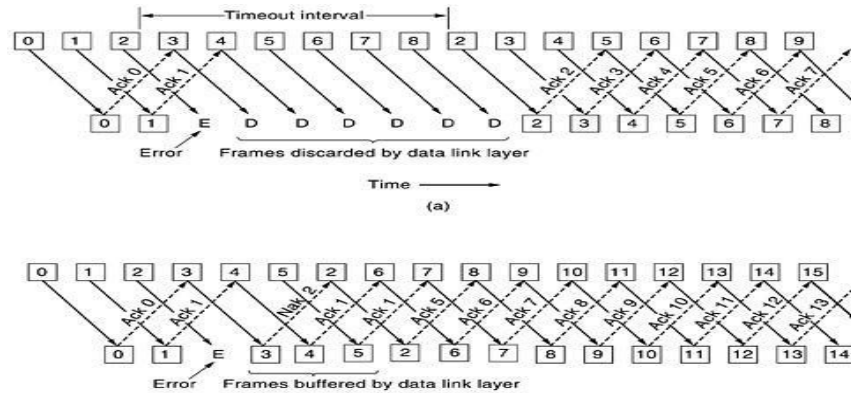 Timeout interval
0 1 2 3 4 5 6 7 8 2 3 4 5 6 7 8 9
Ack 0 Ack 1 Ack 2 Ack 3 Ack 4 Ack 5 Ack 6 Ack 7
0 1 E D D D D D D 2 3 4 5 6 7 8
Error Frames discarded by data link layer
Time
(a)
0 1 2 3 4 5 2 6 7 8 9 10 11 12 13 14 15
Ack 0 Ack 1 Nak 2 Ack 1 Ack 1 Ack 5 Ack 6 Ack 7 Ack 8 Ack 9 Ack 10 Ack 11 Ack 12 Ack 13
0 1 E 3 4 5 2 6 7 8 9 10 11 12 13 14
Error Frames buffered by data link layer